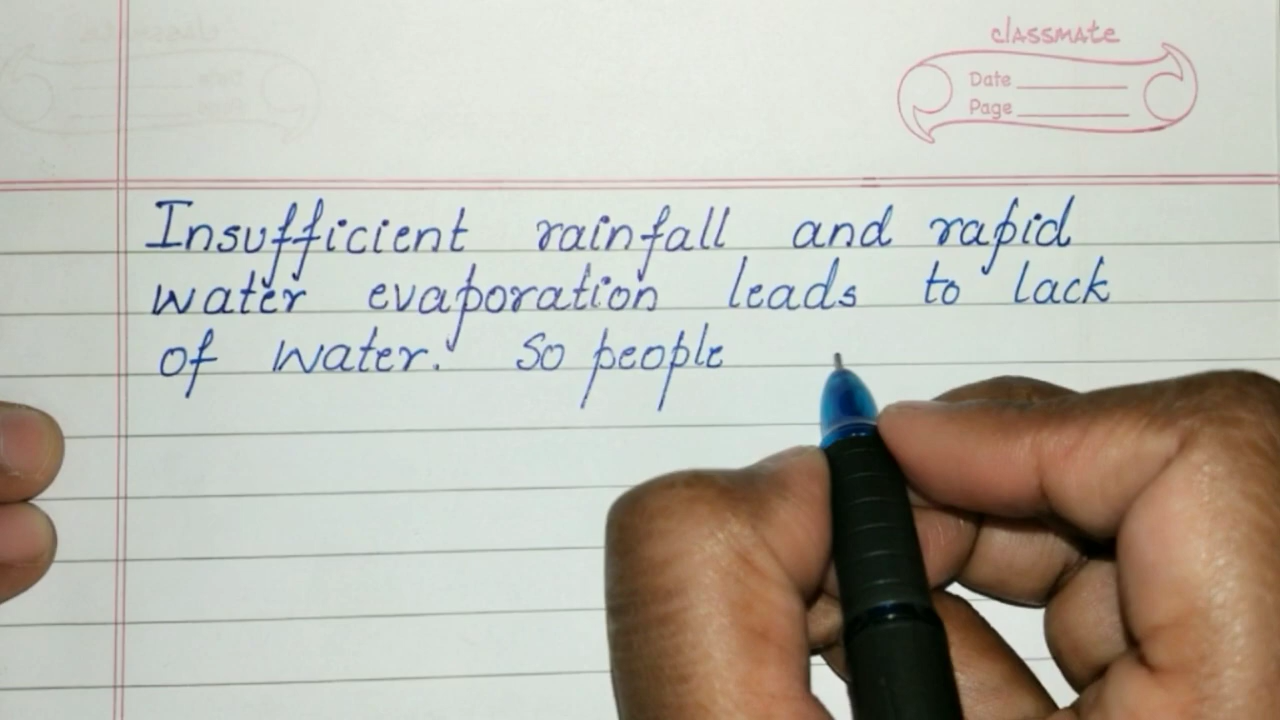 classmate
Date
Page
Insufficient rainfall and rapid
water evaporation leads to lack
of water. So people